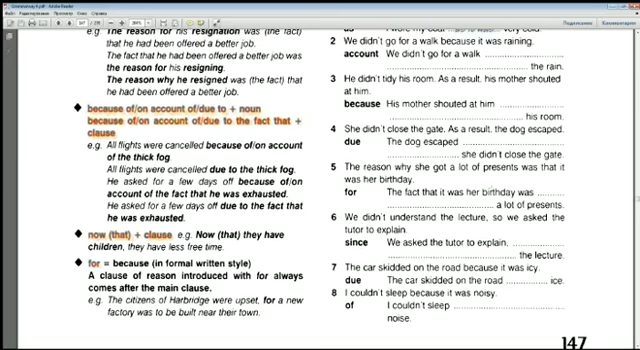 Grammarway 4.pdf - Adobe Reader
e.g. The reason for his resignation was (the fact)
that he had been offered a better job.
The fact that he had been offered a better job was
the reason for his resigning.
The reason why he resigned was (the fact) that
he had been offered a better job.
◆ because of/on account of/due to + noun
because of/on account of/due to the fact that +
clause
e.g. All flights were cancelled because of/on account
of the thick fog.
All flights were cancelled due to the thick fog.
He asked for a few days off because of/on
account of the fact that he was exhausted.
He asked for a few days off due to the fact that
he was exhausted.
◆ now (that) + clause e.g. Now (that) they have
children, they have less free time.
◆ for = because (in formal written style)
A clause of reason introduced with for always
comes after the main clause.
e.g. The citizens of Harbridge were upset, for a new
factory was to be built near their town.
2 We didn't go for a walk because it was raining.
account We didn't go for a walk ....................
.................... the rain.
3 He didn't tidy his room. As a result, his mother shouted
at him.
because His mother shouted at him ....................
.................... his room.
4 She didn't close the gate. As a result, the dog escaped.
due The dog escaped ....................
.................... she didn't close the gate.
5 The reason why she got a lot of presents was that it
was her birthday.
for The fact that it was her birthday was ..........
.................... a lot of presents.
6 We didn't understand the lecture, so we asked the
tutor to explain.
since We asked the tutor to explain, ...............
.................... the lecture.
7 The car skidded on the road because it was icy.
due The car skidded on the road .................... ice.
8 I couldn't sleep because it was noisy.
of I couldn't sleep ....................
noise.
147